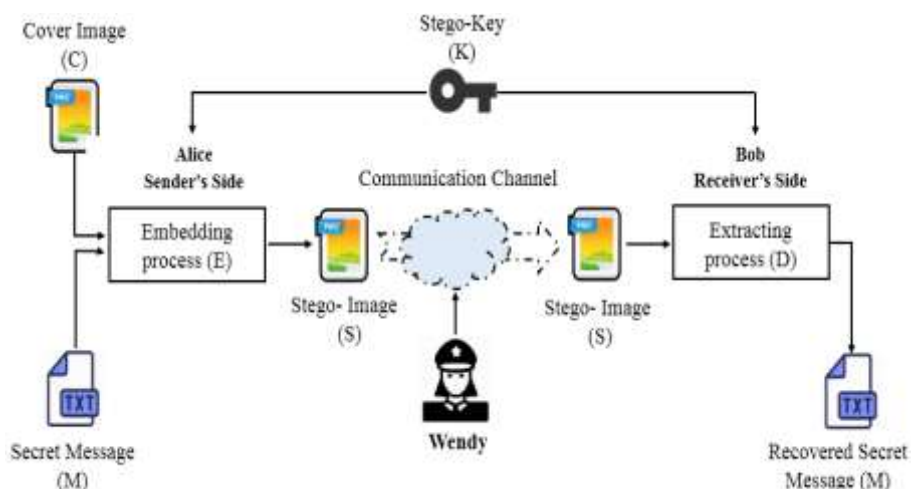 Cover Image
(C)
Stego-Key
(K)
Alice
Sender's Side
Communication Channel
Bob
Receiver's Side
Embedding
process (E)
Extracting
process (D)
Stego- Image
(S)
Stego- Image
(S)
TXT
Secret Message
(M)
Wendy
TXT
Recovered Secret
Message (M)